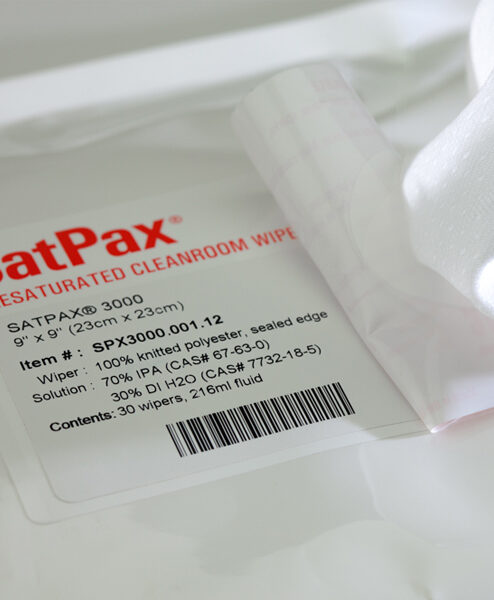 SatPax®
ESATURATED CLEANROOM WIPE
SATPAX® 3000
9" x 9" (23cm x 23cm)
Item # : SPX3000.001.12
Wiper : 100% knitted polyester, sealed edge
Solution : 70% IPA (CAS# 67-63-0)
30% DI H2O (CAS# 7732-18-5)
Contents: 30 wipers, 216ml fluid